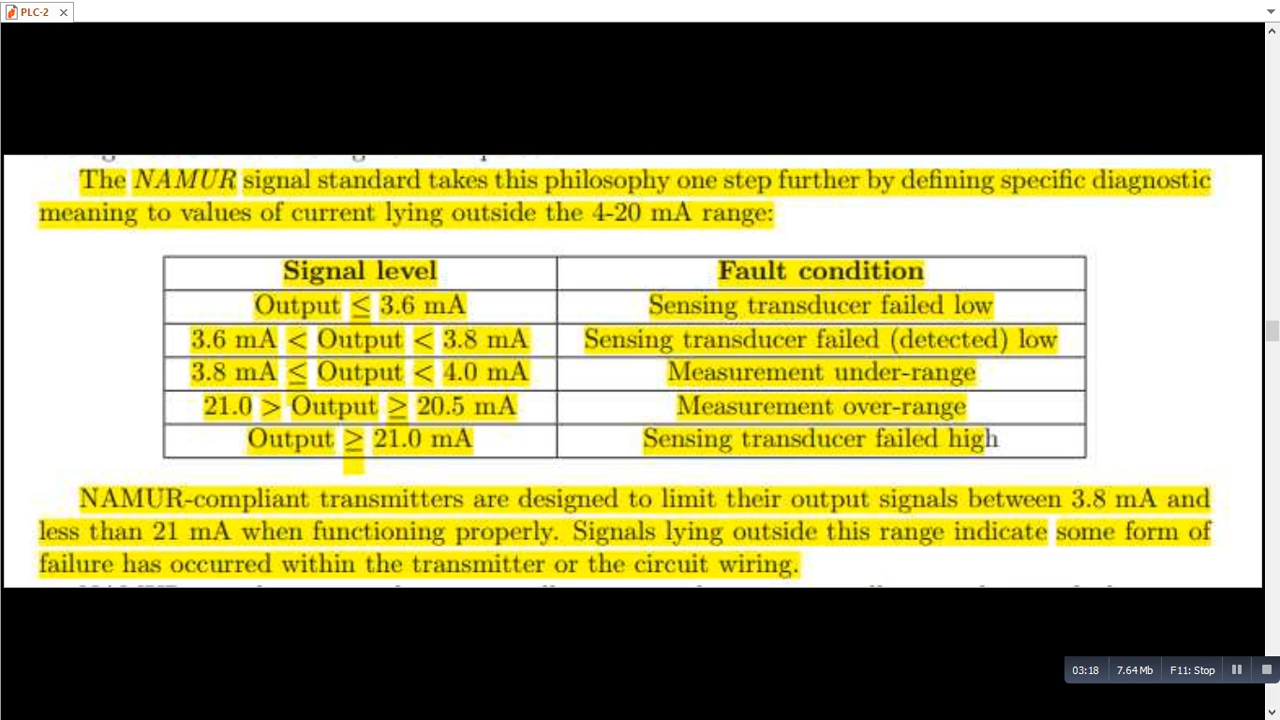 PLC-2
The NAMUR signal standard takes this philosophy one step further by defining specific diagnostic
meaning to values of current lying outside the 4-20 mA range:
Signal level Fault condition
Output ≤ 3.6 mA Sensing transducer failed low
3.6 mA < Output < 3.8 mA Sensing transducer failed (detected) low
3.8 mA ≤ Output < 4.0 mA Measurement under-range
21.0 > Output ≥ 20.5 mA Measurement over-range
Output ≥ 21.0 mA Sensing transducer failed high
NAMUR-compliant transmitters are designed to limit their output signals between 3.8 mA and
less than 21 mA when functioning properly. Signals lying outside this range indicate some form of
failure has occurred within the transmitter or the circuit wiring.
03:18 7.64 Mb F11: Stop